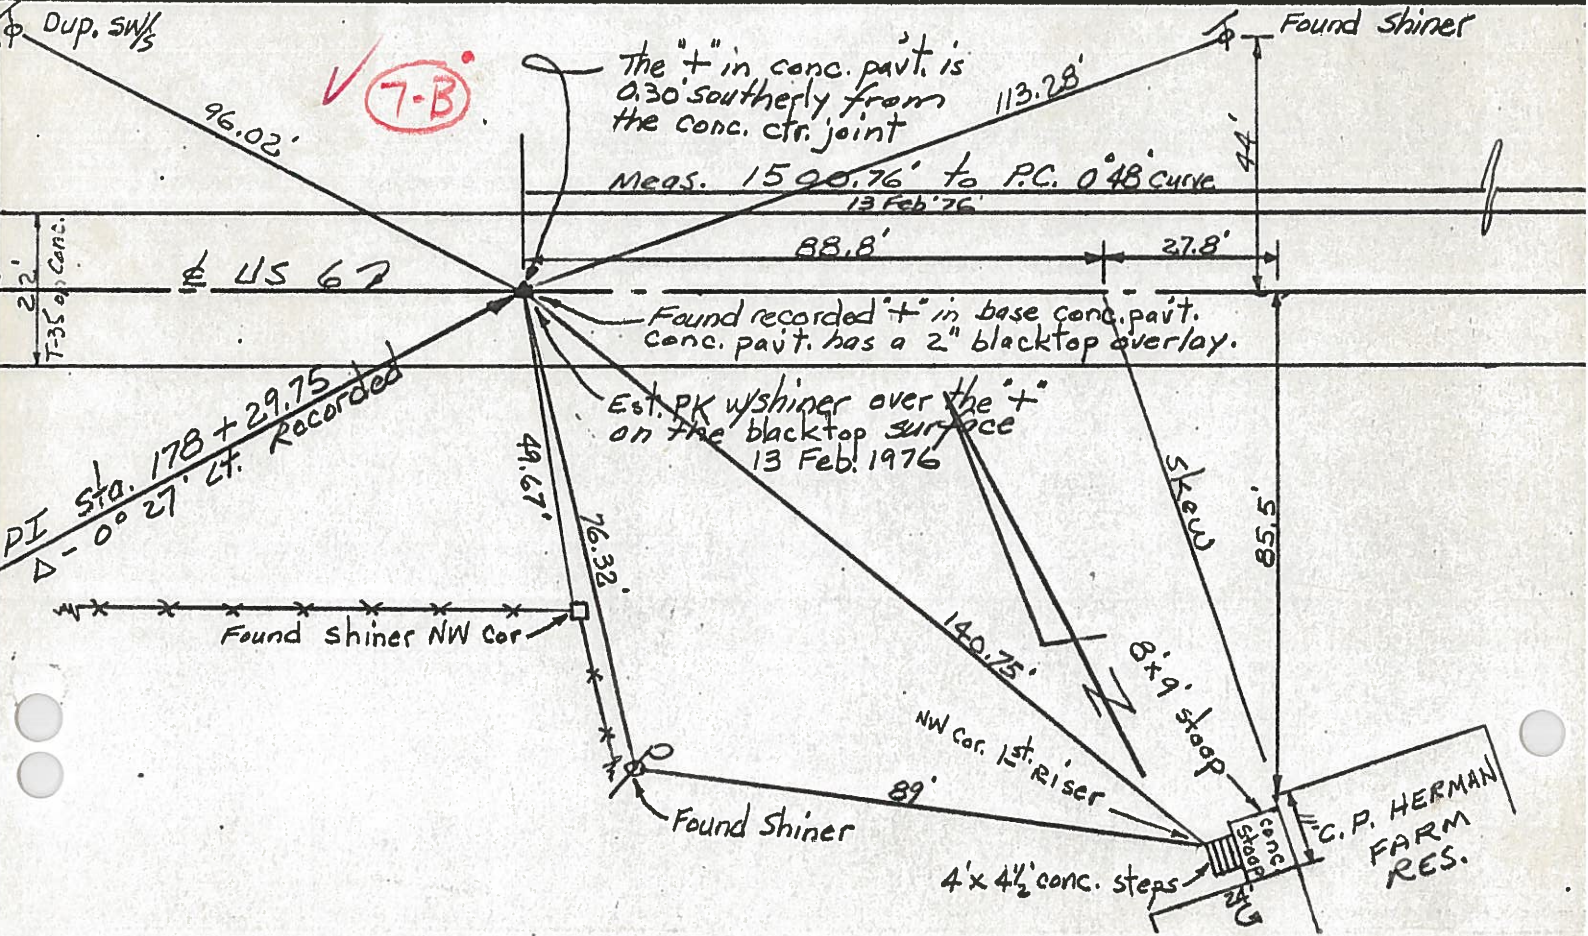 Dup. SW/S
Found Shiner
7-B
The "+" in conc. pav't. is
0.30' southerly from
the conc. ctr. joint
96.02'
113.28'
44'
Meas. 1500.76' to P.C. 0°48' Curve
13 Feb '76
88.8'
27.8'
22'
T-35 op Conc.
℄ US 67
Found recorded "+" in base conc. pav't.
Conc. pav't. has a 2" blacktop overlay.
Est. PK w/shiner over the "+"
on the blacktop surface
13 Feb. 1976
PI Sta. 178 + 29.75
Δ - 0° 27' Lt. Recorded
49.67'
76.32'
skew
85.5'
Found Shiner NW Cor
140.75'
N
8'x9' stoop
NW Cor. 1st. Riser
89'
Found Shiner
4' x 4½' conc. steps
conc
stoop
11'
24'
C. P. HERMAN
FARM
RES.